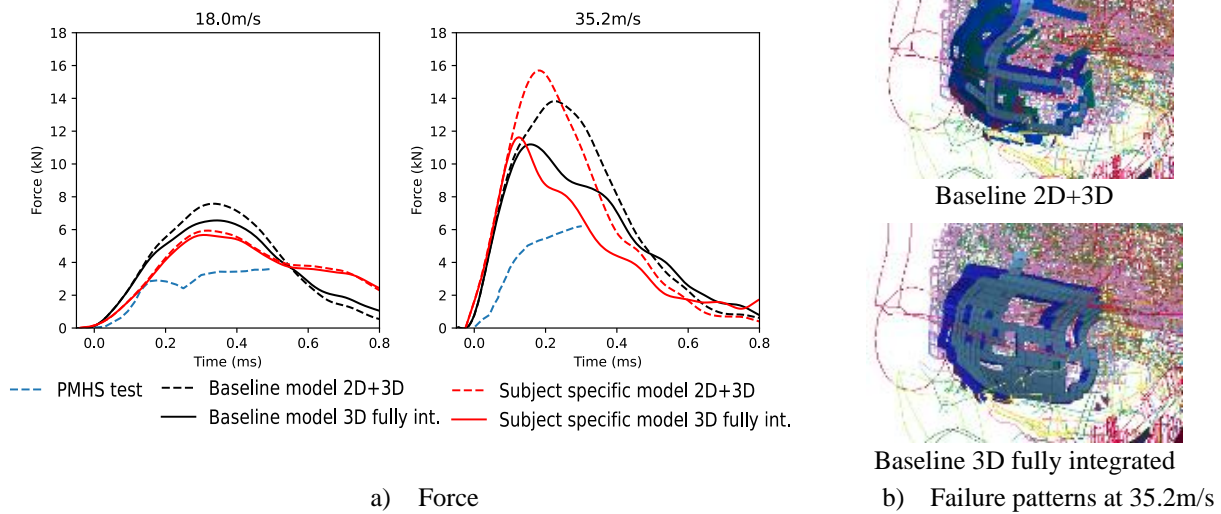 18.0m/s
18
16
14
12
10
8
6
4
2
0
Force (kN)
0.0 0.2 0.4 0.6 0.8
Time (ms)
35.2m/s
18
16
14
12
10
8
6
4
2
0
Force (kN)
0.0 0.2 0.4 0.6 0.8
Time (ms)
PMHS test
Baseline model 2D+3D
Baseline model 3D fully int.
Subject specific model 2D+3D
Subject specific model 3D fully int.
a) Force
Baseline 2D+3D
Baseline 3D fully integrated
b) Failure patterns at 35.2m/s